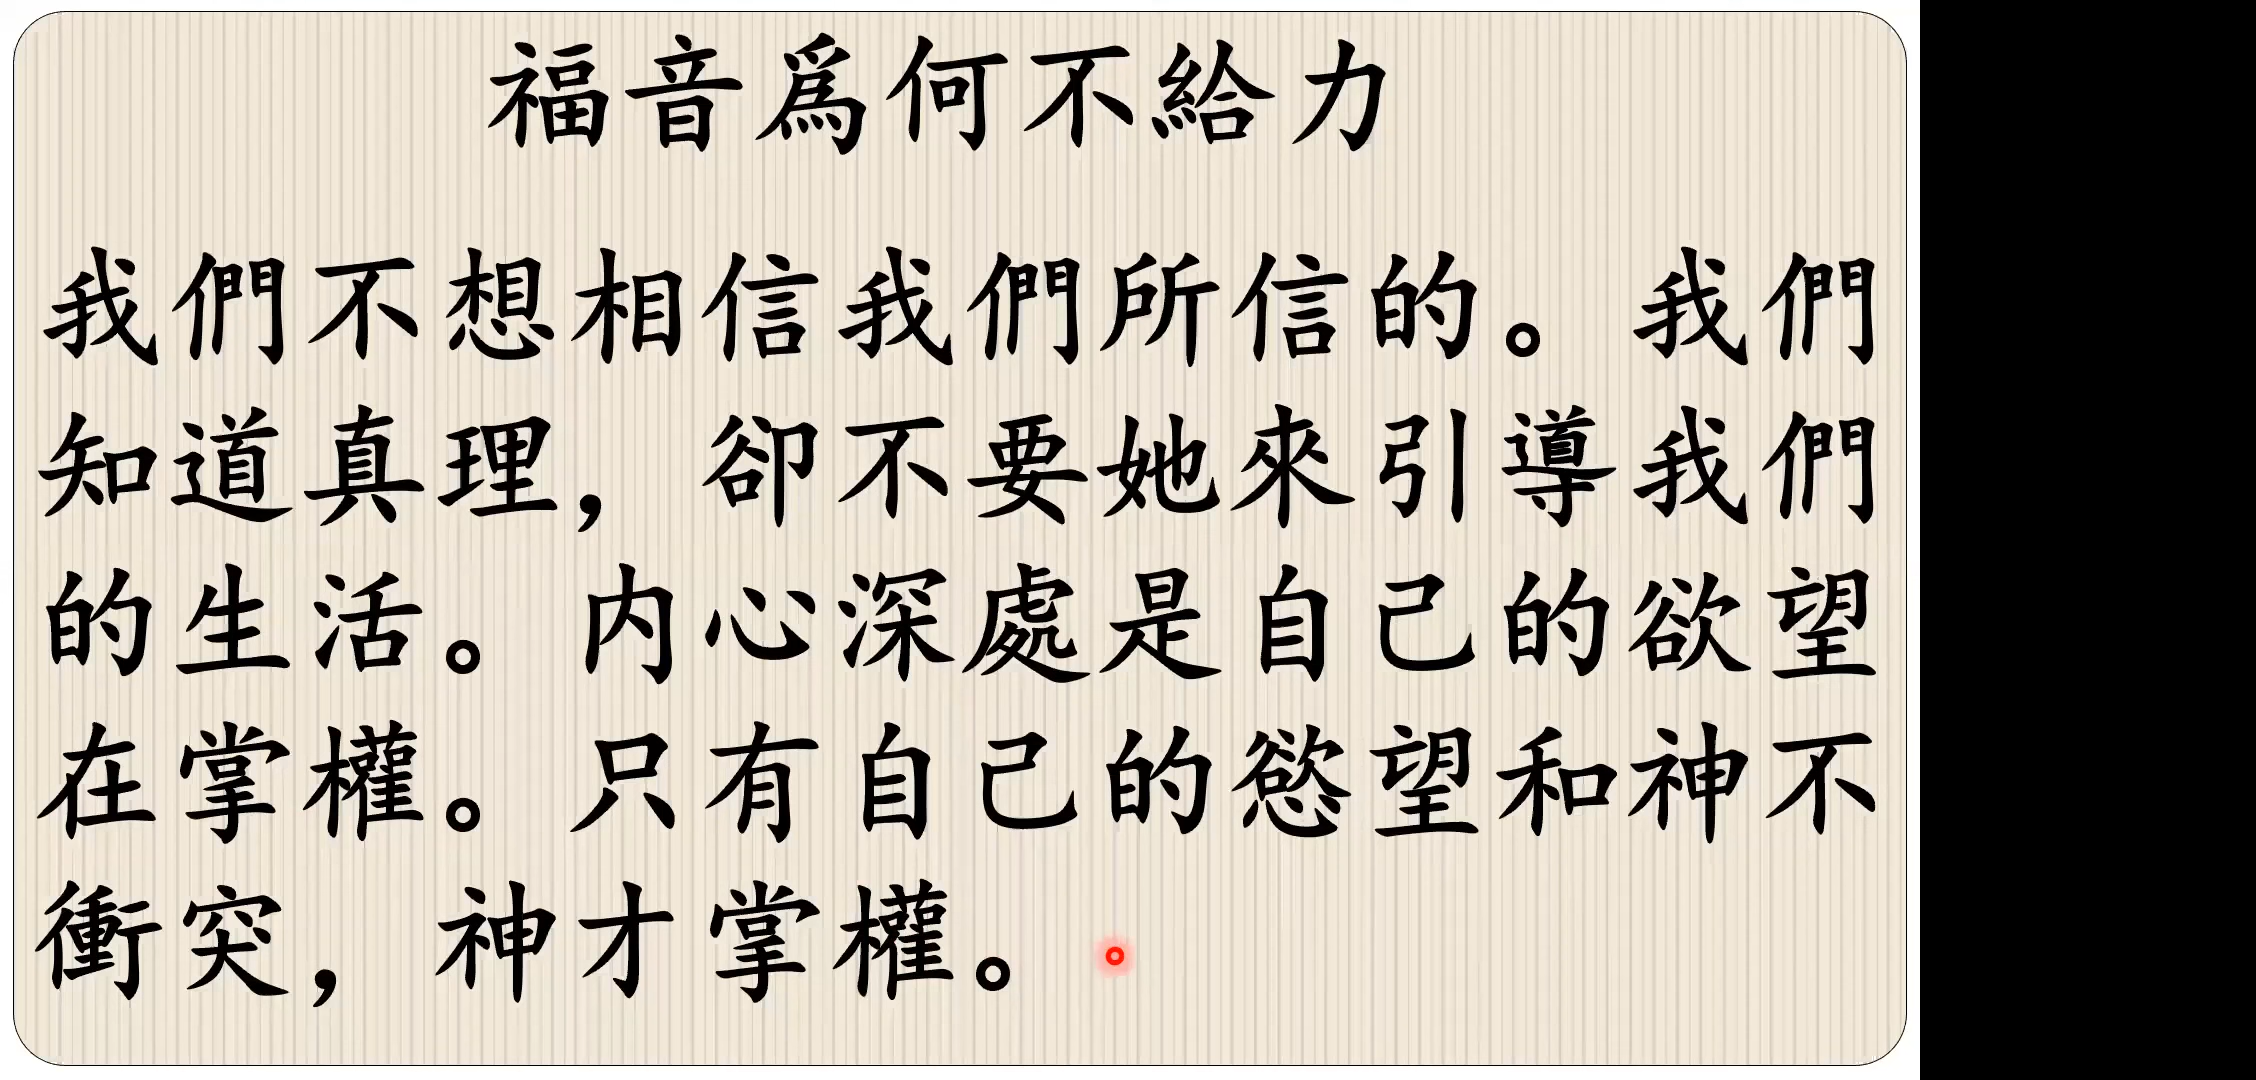 福音爲何不給力
我們不想相信我們所信的。我們
知道真理，卻不要她來引導我們
的生活。内心深處是自己的欲望
在掌權。只有自己的慾望和神不
衝突，神才掌權。